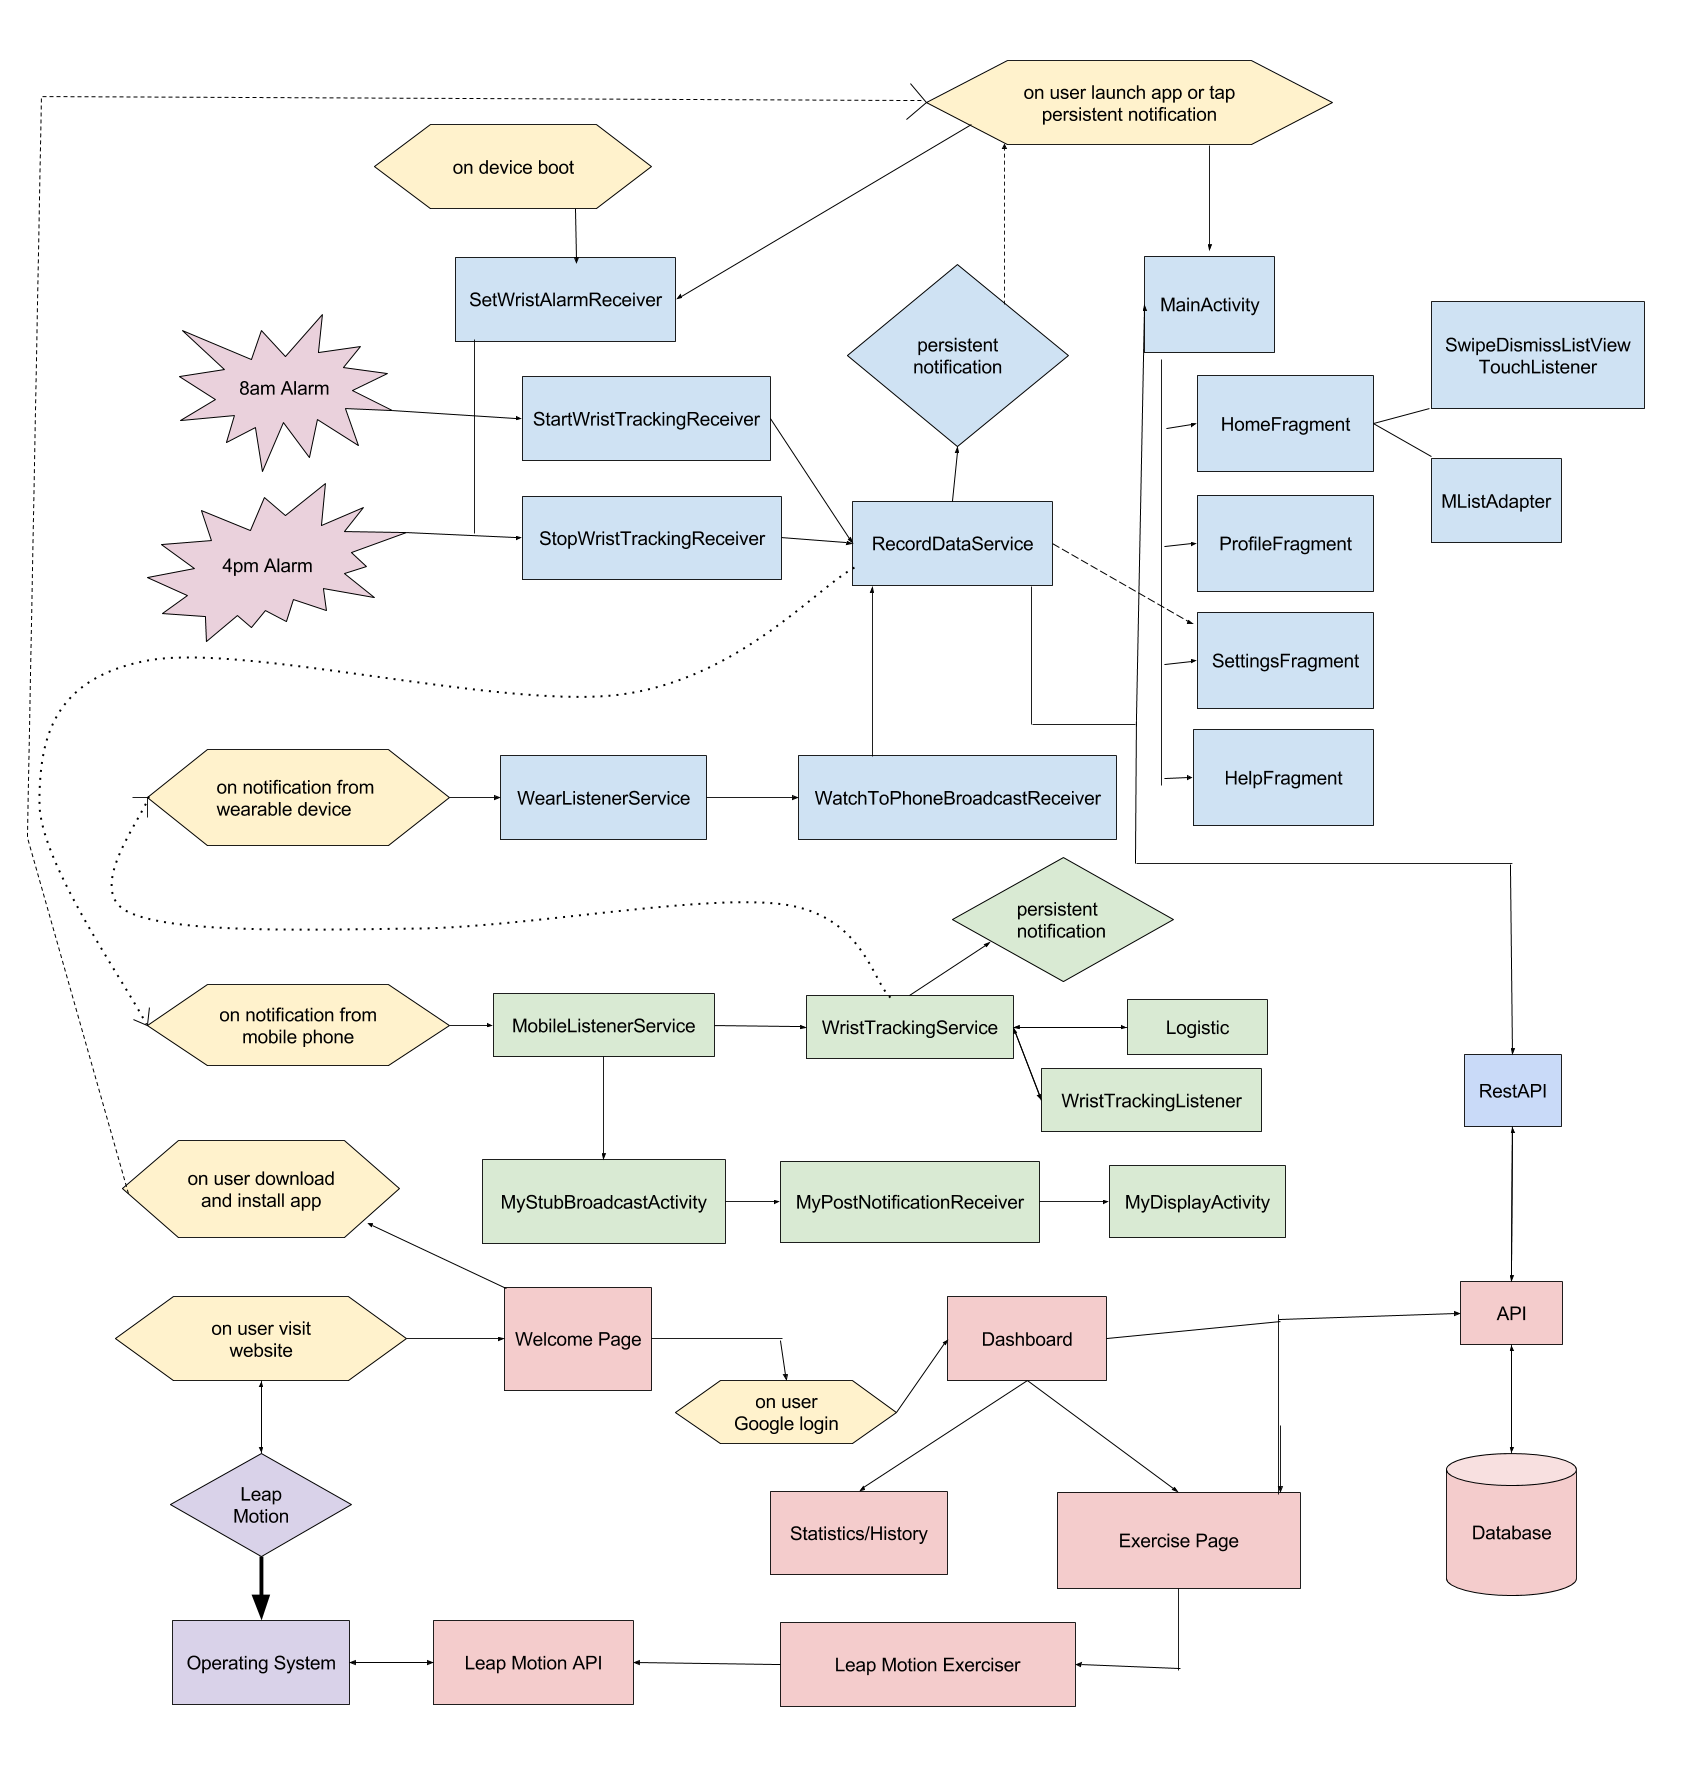 on user launch app or tap
persistent notification
on device boot
SetWristAlarmReceiver
MainActivity
persistent
notification
SwipeDismissListView
TouchListener
8am Alarm
StartWristTrackingReceiver
HomeFragment
MListAdapter
4pm Alarm
StopWristTrackingReceiver
RecordDataService
ProfileFragment
SettingsFragment
on notification from
wearable device
WearListenerService
WatchToPhoneBroadcastReceiver
HelpFragment
persistent
notification
on notification from
mobile phone
MobileListenerService
WristTrackingService
Logistic
WristTrackingListener
RestAPI
on user download
and install app
MyStubBroadcastActivity
MyPostNotificationReceiver
MyDisplayActivity
on user visit
website
Welcome Page
Dashboard
API
on user
Google login
Leap
Motion
Statistics/History
Exercise Page
Database
Operating System
Leap Motion API
Leap Motion Exerciser